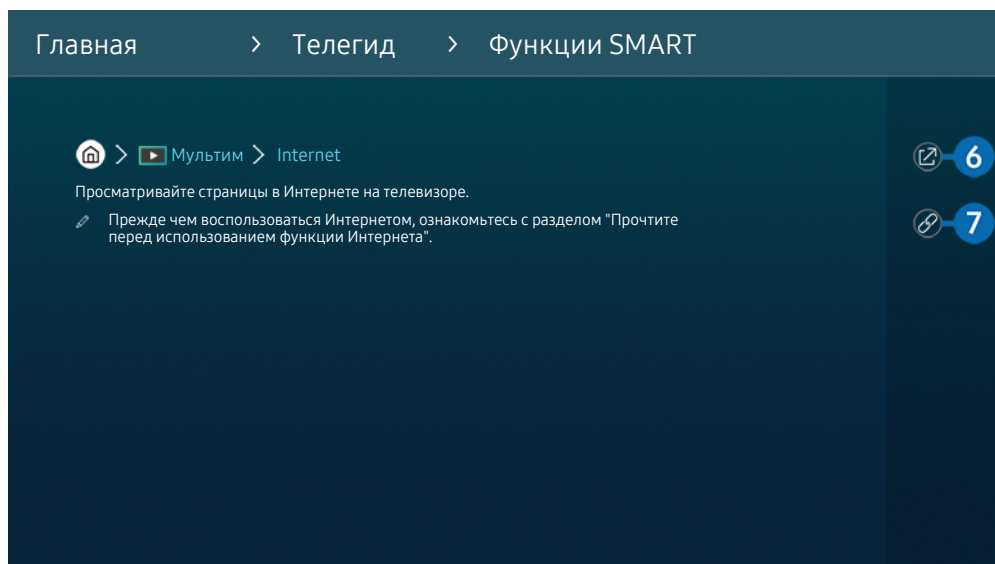 Главная > Телегид > Функции SMART
> Мультим > Internet
6
Просматривайте страницы в Интернете на телевизоре.
Прежде чем воспользоваться Интернетом, ознакомьтесь с разделом "Прочтите
7
перед использованием функции Интернета".